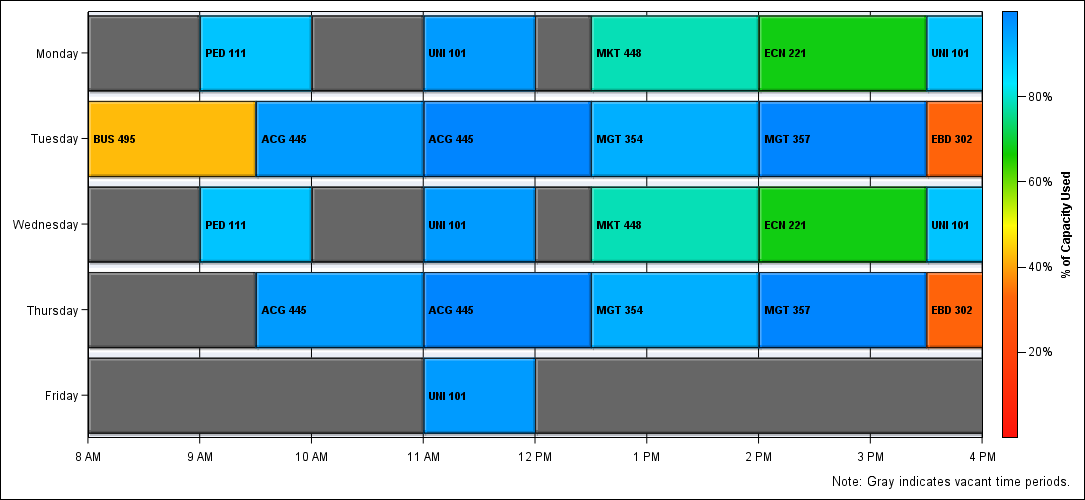 Monday
PED 111
UNI 101
MKT 448
ECN 221
UNI 101
Tuesday
BUS 495
ACG 445
ACG 445
MGT 354
MGT 357
EBD 302
Wednesday
PED 111
UNI 101
MKT 448
ECN 221
UNI 101
Thursday
ACG 445
ACG 445
MGT 354
MGT 357
EBD 302
Friday
UNI 101
8 AM
9 AM
10 AM
11 AM
12 PM
1 PM
2 PM
3 PM
4 PM
80%
60%
40%
20%
% of Capacity Used
Note: Gray indicates vacant time periods.